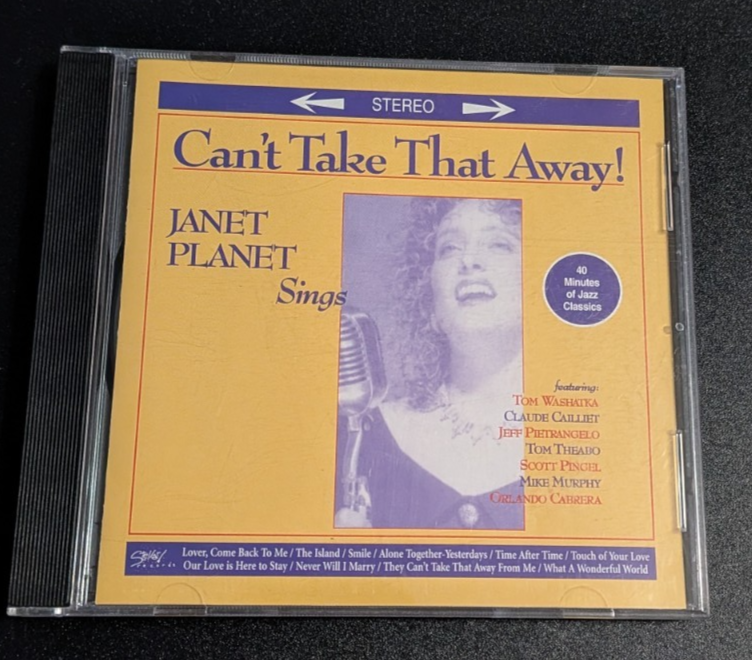 STEREO
Can't Take That Away!
JANET
PLANET
Sings
40
Minutes
of Jazz
Classics
featuring:
TOM WASHATKA
CLAUDE CAILLIET
JEFF PIETRANGELO
TOM THEABO
SCOTT PINGEL
MIKE MURPHY
ORLANDO CABRERA
Lover, Come Back To Me / The Island / Smile / Alone Together-Yesterdays / Time After Time / Touch of Your Love
Our Love is Here to Stay / Never Will I Marry / They Can't Take That Away From Me / What A Wonderful World
records